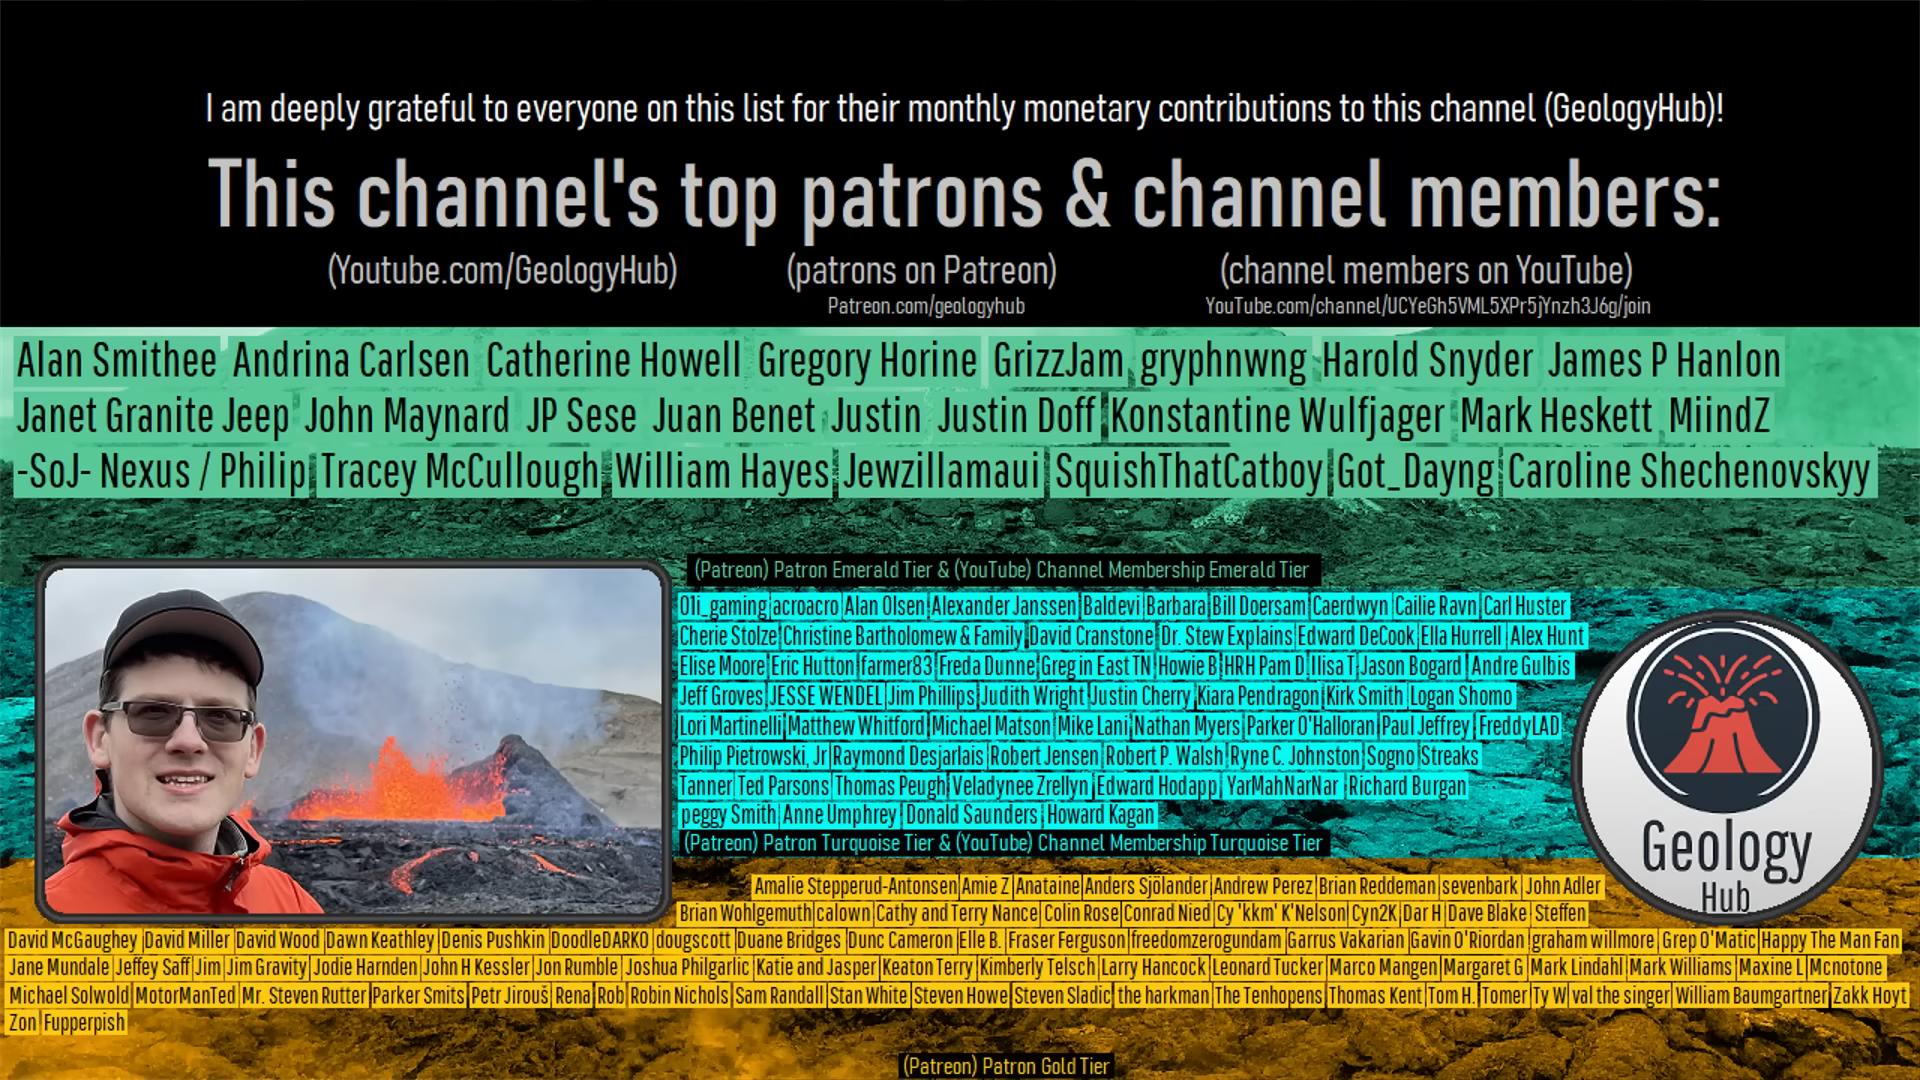 I am deeply grateful to everyone on this list for their monthly monetary contributions to this channel (GeologyHub)!
This channel's top patrons & channel members:
(Youtube.com/GeologyHub) (patrons on Patreon) (channel members on YouTube)
Patreon.com/geologyhub YouTube.com/channel/UCYeGh5VML5XPr5jYnzh3J6g/join
Alan Smithee Andrina Carlsen Catherine Howell Gregory Horine GrizzJam gryphnwng Harold Snyder James P Hanlon
Janet Granite Jeep John Maynard JP Sese Juan Benet Justin Justin Doff Konstantine Wulfjager Mark Heskett MiindZ
-SoJ- Nexus / Philip Tracey McCullough William Hayes Jewzillamaui SquishThatCatboy Got_Dayng Caroline Shechenovskyy
(Patreon) Patron Emerald Tier & (YouTube) Channel Membership Emerald Tier
01i_gaming acroacro Alan Olsen Alexander Janssen Baldevi Barbara Bill Doersam Caerdwyn Cailie Ravn Carl Huster
Cherie Stolze Christine Bartholomew & Family David Cranstone Dr. Stew Explains Edward DeCook Ella Hurrell Alex Hunt
Elise Moore Eric Hutton farmer83 Freda Dunne Greg in East TN Howie B HRH Pam D Ilisa T Jason Bogard Andre Gulbis
Jeff Groves JESSE WENDEL Jim Phillips Judith Wright Justin Cherry Kiara Pendragon Kirk Smith Logan Shomo
Lori Martinelli Matthew Whitford Michael Matson Mike Lani Nathan Myers Parker O'Halloran Paul Jeffrey FreddyLAD
Philip Pietrowski, Jr Raymond Desjarlais Robert Jensen Robert P. Walsh Ryne C. Johnston Sogno Streaks
Tanner Ted Parsons Thomas Peugh Veladynee Zrellyn Edward Hodapp YarMahNarNar Richard Burgan
peggy Smith Anne Umphrey Donald Saunders Howard Kagan
(Patreon) Patron Turquoise Tier & (YouTube) Channel Membership Turquoise Tier
Geology
Hub
Amalie Stepperud-Antonsen Amie Z Anataine Anders Sjölander Andrew Perez Brian Reddeman sevenbark John Adler
Brian Wohlgemuth calown Cathy and Terry Nance Colin Rose Conrad Nied Cy 'kkm' K'Nelson Cyn2K Dar H Dave Blake Steffen
David McGaughey David Miller David Wood Dawn Keathley Denis Pushkin DoodleDARKO dougscott Duane Bridges Dunc Cameron Elle B. Fraser Ferguson freedomzerogundam Garrus Vakarian Gavin O'Riordan graham willmore Grep O'Matic Happy The Man Fan
Jane Mundale Jeffey Saff Jim Jim Gravity Jodie Harnden John H Kessler Jon Rumble Joshua Philgarlic Katie and Jasper Keaton Terry Kimberly Telsch Larry Hancock Leonard Tucker Marco Mangen Margaret G Mark Lindahl Mark Williams Maxine L Mcnotone
Michael Solwold MotorManTed Mr. Steven Rutter Parker Smits Petr Jirouš Rena Rob Robin Nichols Sam Randall Stan White Steven Howe Steven Sladic the harkman The Tenhopens Thomas Kent Tom H. Tomer Ty W val the singer William Baumgartner Zakk Hoyt
Zon Fupperpish
(Patreon) Patron Gold Tier